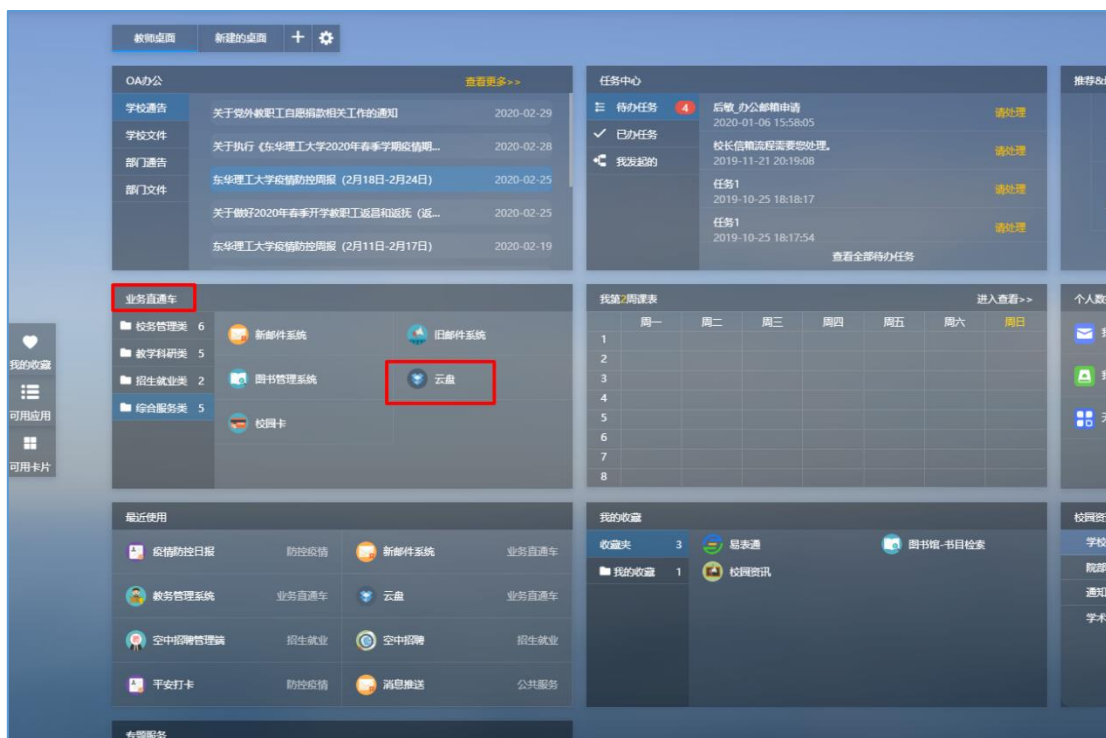 教师桌面 新建的桌面
OA办公 查看更多>>
学校通告
学校文件
部门通告
部门文件
关于党外教职工自愿捐款相关工作的通知 2020-02-29
关于执行《东华理工大学2020年春季学期疫情期... 2020-02-28
东华理工大学疫情防控周报（2月18日-2月24日） 2020-02-25
关于做好2020年春季开学教职工返昌和返抚（返... 2020-02-25
东华理工大学疫情防控周报（2月11日-2月17日） 2020-02-19
任务中心
待办任务 4
已办任务
我发起的
后敏_办公邮箱申请 请处理
2020-01-06 15:58:05
校长信箱流程需要您处理。 请处理
2019-11-21 20:19:08
任务1 请处理
2019-10-25 18:18:17
任务1 请处理
2019-10-25 18:17:54
查看全部待办任务
推荐&
我的收藏
可用应用
可用卡片
业务直通车
校务管理类 6
教学科研类 5
招生就业类 2
综合服务类 5
新邮件系统 旧邮件系统
图书管理系统 云盘
校园卡
我第2周课表 进入查看>>
周一 周二 周三 周四 周五 周六 周日
1
2
3
4
5
6
7
8
个人数
最近使用
疫情防控日报 防控疫情 新邮件系统 业务直通车
教务管理系统 业务直通车 云盘 业务直通车
空中招聘管理端 招生就业 空中招聘 招生就业
平安打卡 防控疫情 消息推送 公共服务
我的收藏
收藏夹 3
我的收藏 1
易表通 图书馆-书目检索
校园资讯
校园资
学校
院部
通知
学术
专题服务